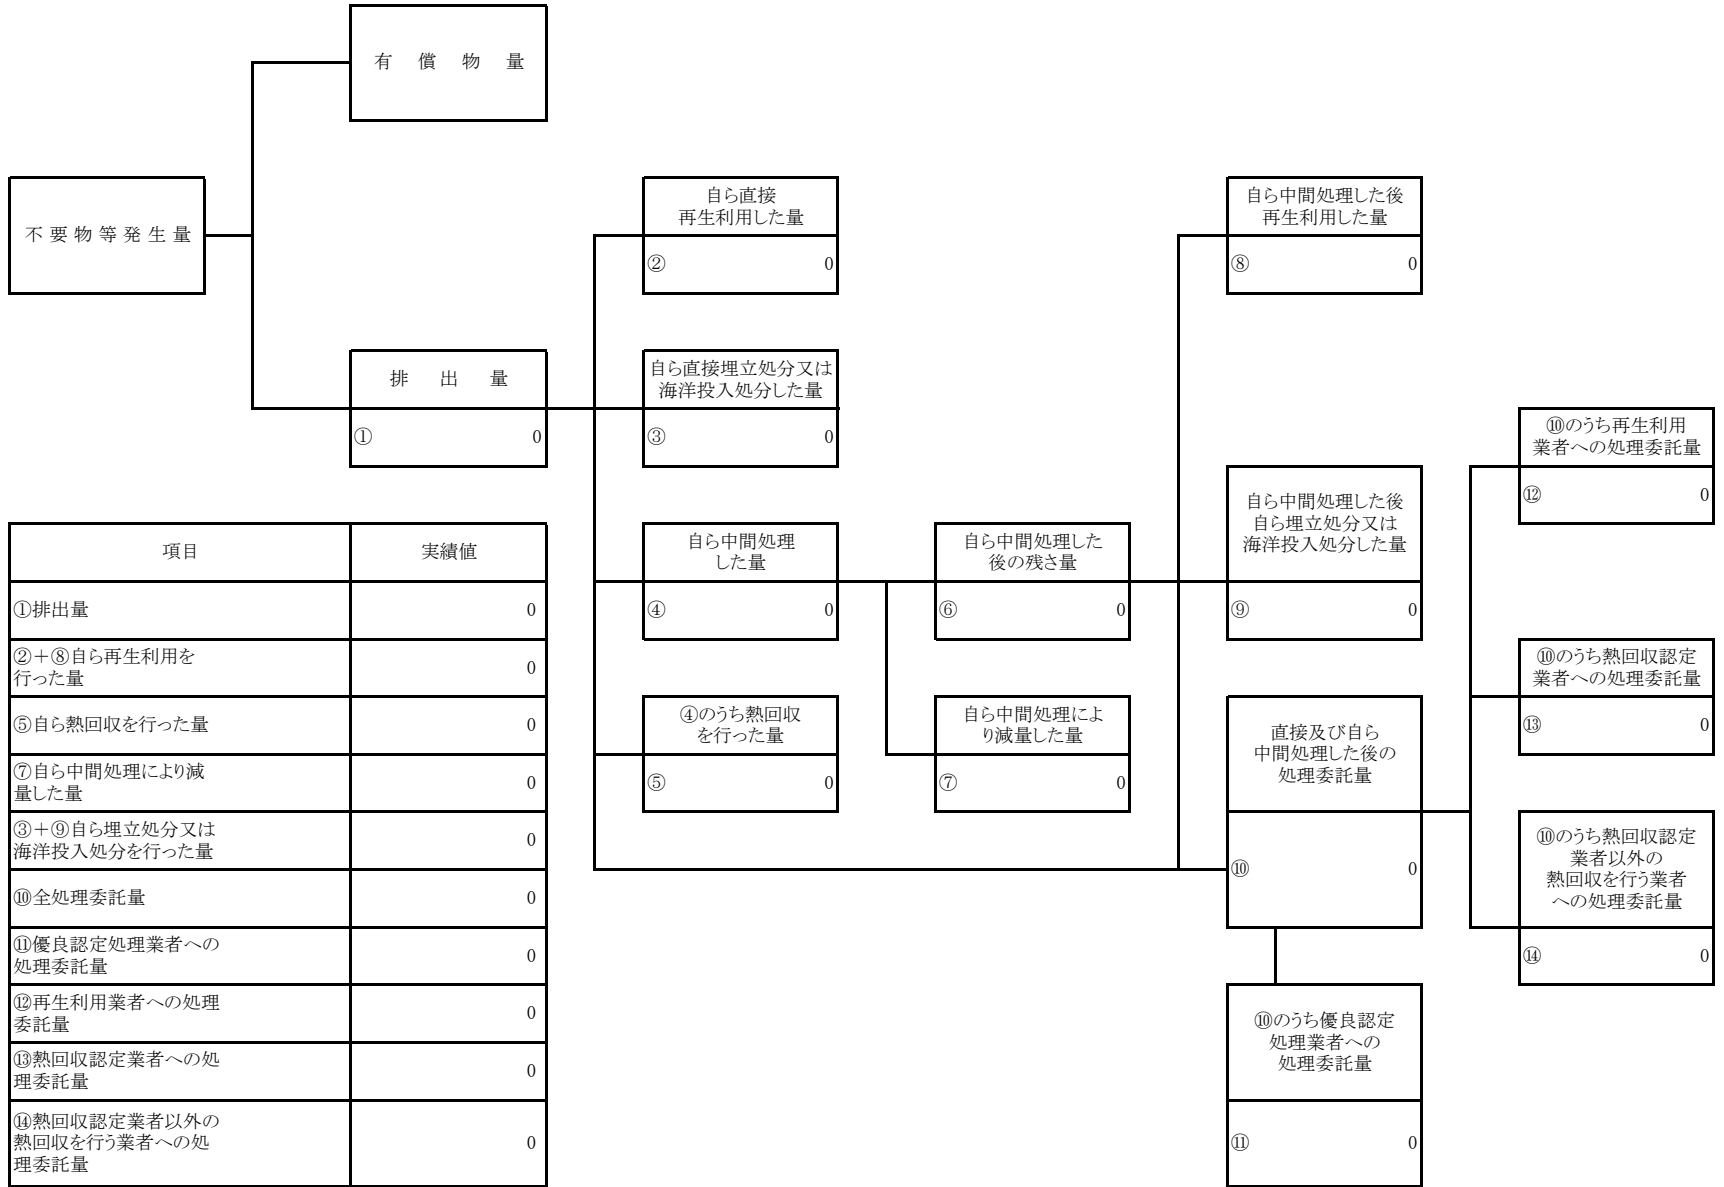 有償物量
不要物等発生量
排出量
① 0
自ら直接
再生利用した量
② 0
自ら直接埋立処分又は
海洋投入処分した量
③ 0
自ら中間処理
した量
④ 0
④のうち熱回収
を行った量
⑤ 0
自ら中間処理した
後の残さ量
⑥ 0
自ら中間処理によ
り減量した量
⑦ 0
自ら中間処理した後
再生利用した量
⑧ 0
自ら中間処理した後
自ら埋立処分又は
海洋投入処分した量
⑨ 0
直接及び自ら
中間処理した後の
処理委託量
⑩ 0
⑩のうち優良認定
処理業者への
処理委託量
⑪ 0
⑩のうち再生利用
業者への処理委託量
⑫ 0
⑩のうち熱回収認定
業者への処理委託量
⑬ 0
⑩のうち熱回収認定
業者以外の
熱回収を行う業者
への処理委託量
⑭ 0
項目 実績値
①排出量 0
②+⑧自ら再生利用を
行った量 0
⑤自ら熱回収を行った量 0
⑦自ら中間処理により減
量した量 0
③+⑨自ら埋立処分又は
海洋投入処分を行った量 0
⑩全処理委託量 0
⑪優良認定処理業者への
処理委託量 0
⑫再生利用業者への処理
委託量 0
⑬熱回収認定業者への処
理委託量 0
⑭熱回収認定業者以外の
熱回収を行う業者への処 0
理委託量